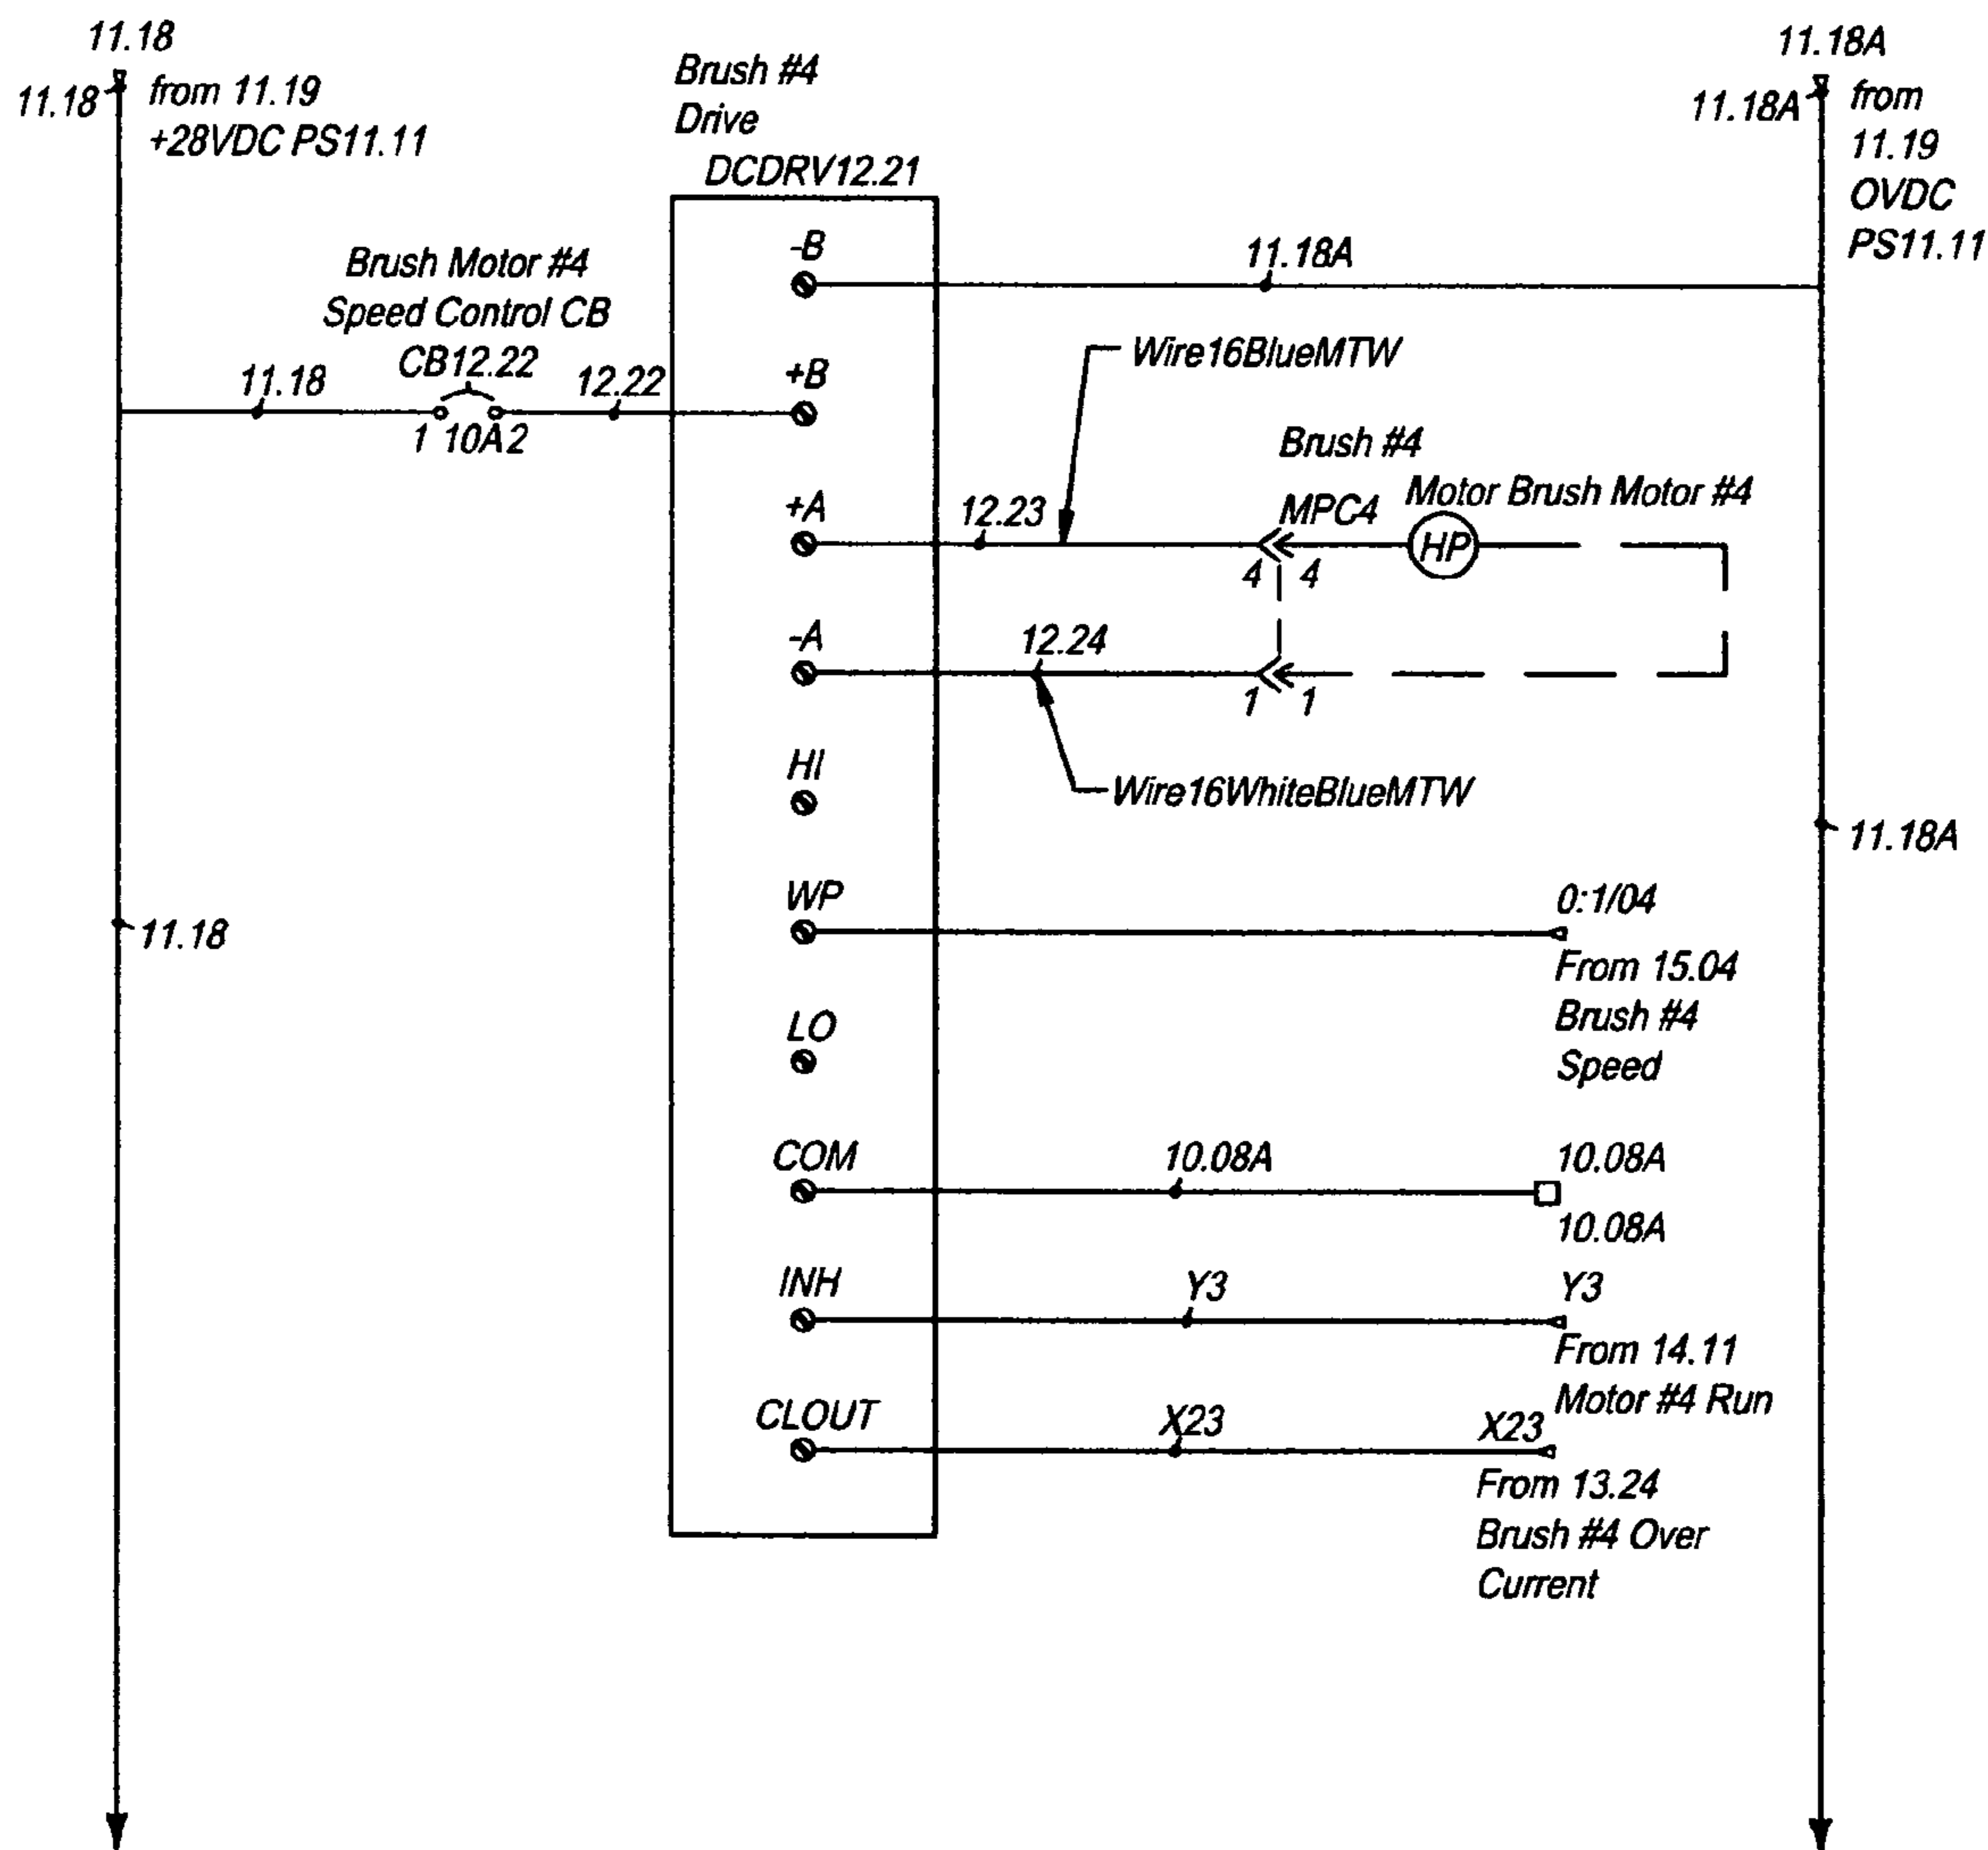 11.18
11.18
from 11.19
+28VDC PS11.11
Brush #4
Drive
DCDRV12.21
11.18A
11.18A
from
11.19
OVDC
PS11.11
-B
11.18A
Brush Motor #4
Speed Control CB
CB12.22
11.18
12.22
1 10A 2
+B
Wire16BlueMTW
+A
12.23
Brush #4
MPC4
Motor Brush Motor #4
HP
4 4
-A
12.24
1 1
Wire16WhiteBlueMTW
HI
11.18A
WP
0:1/04
From 15.04
Brush #4
Speed
11.18
LO
COM
10.08A
10.08A
10.08A
INH
Y3
Y3
From 14.11
Motor #4 Run
CLOUT
X23
X23
From 13.24
Brush #4 Over
Current